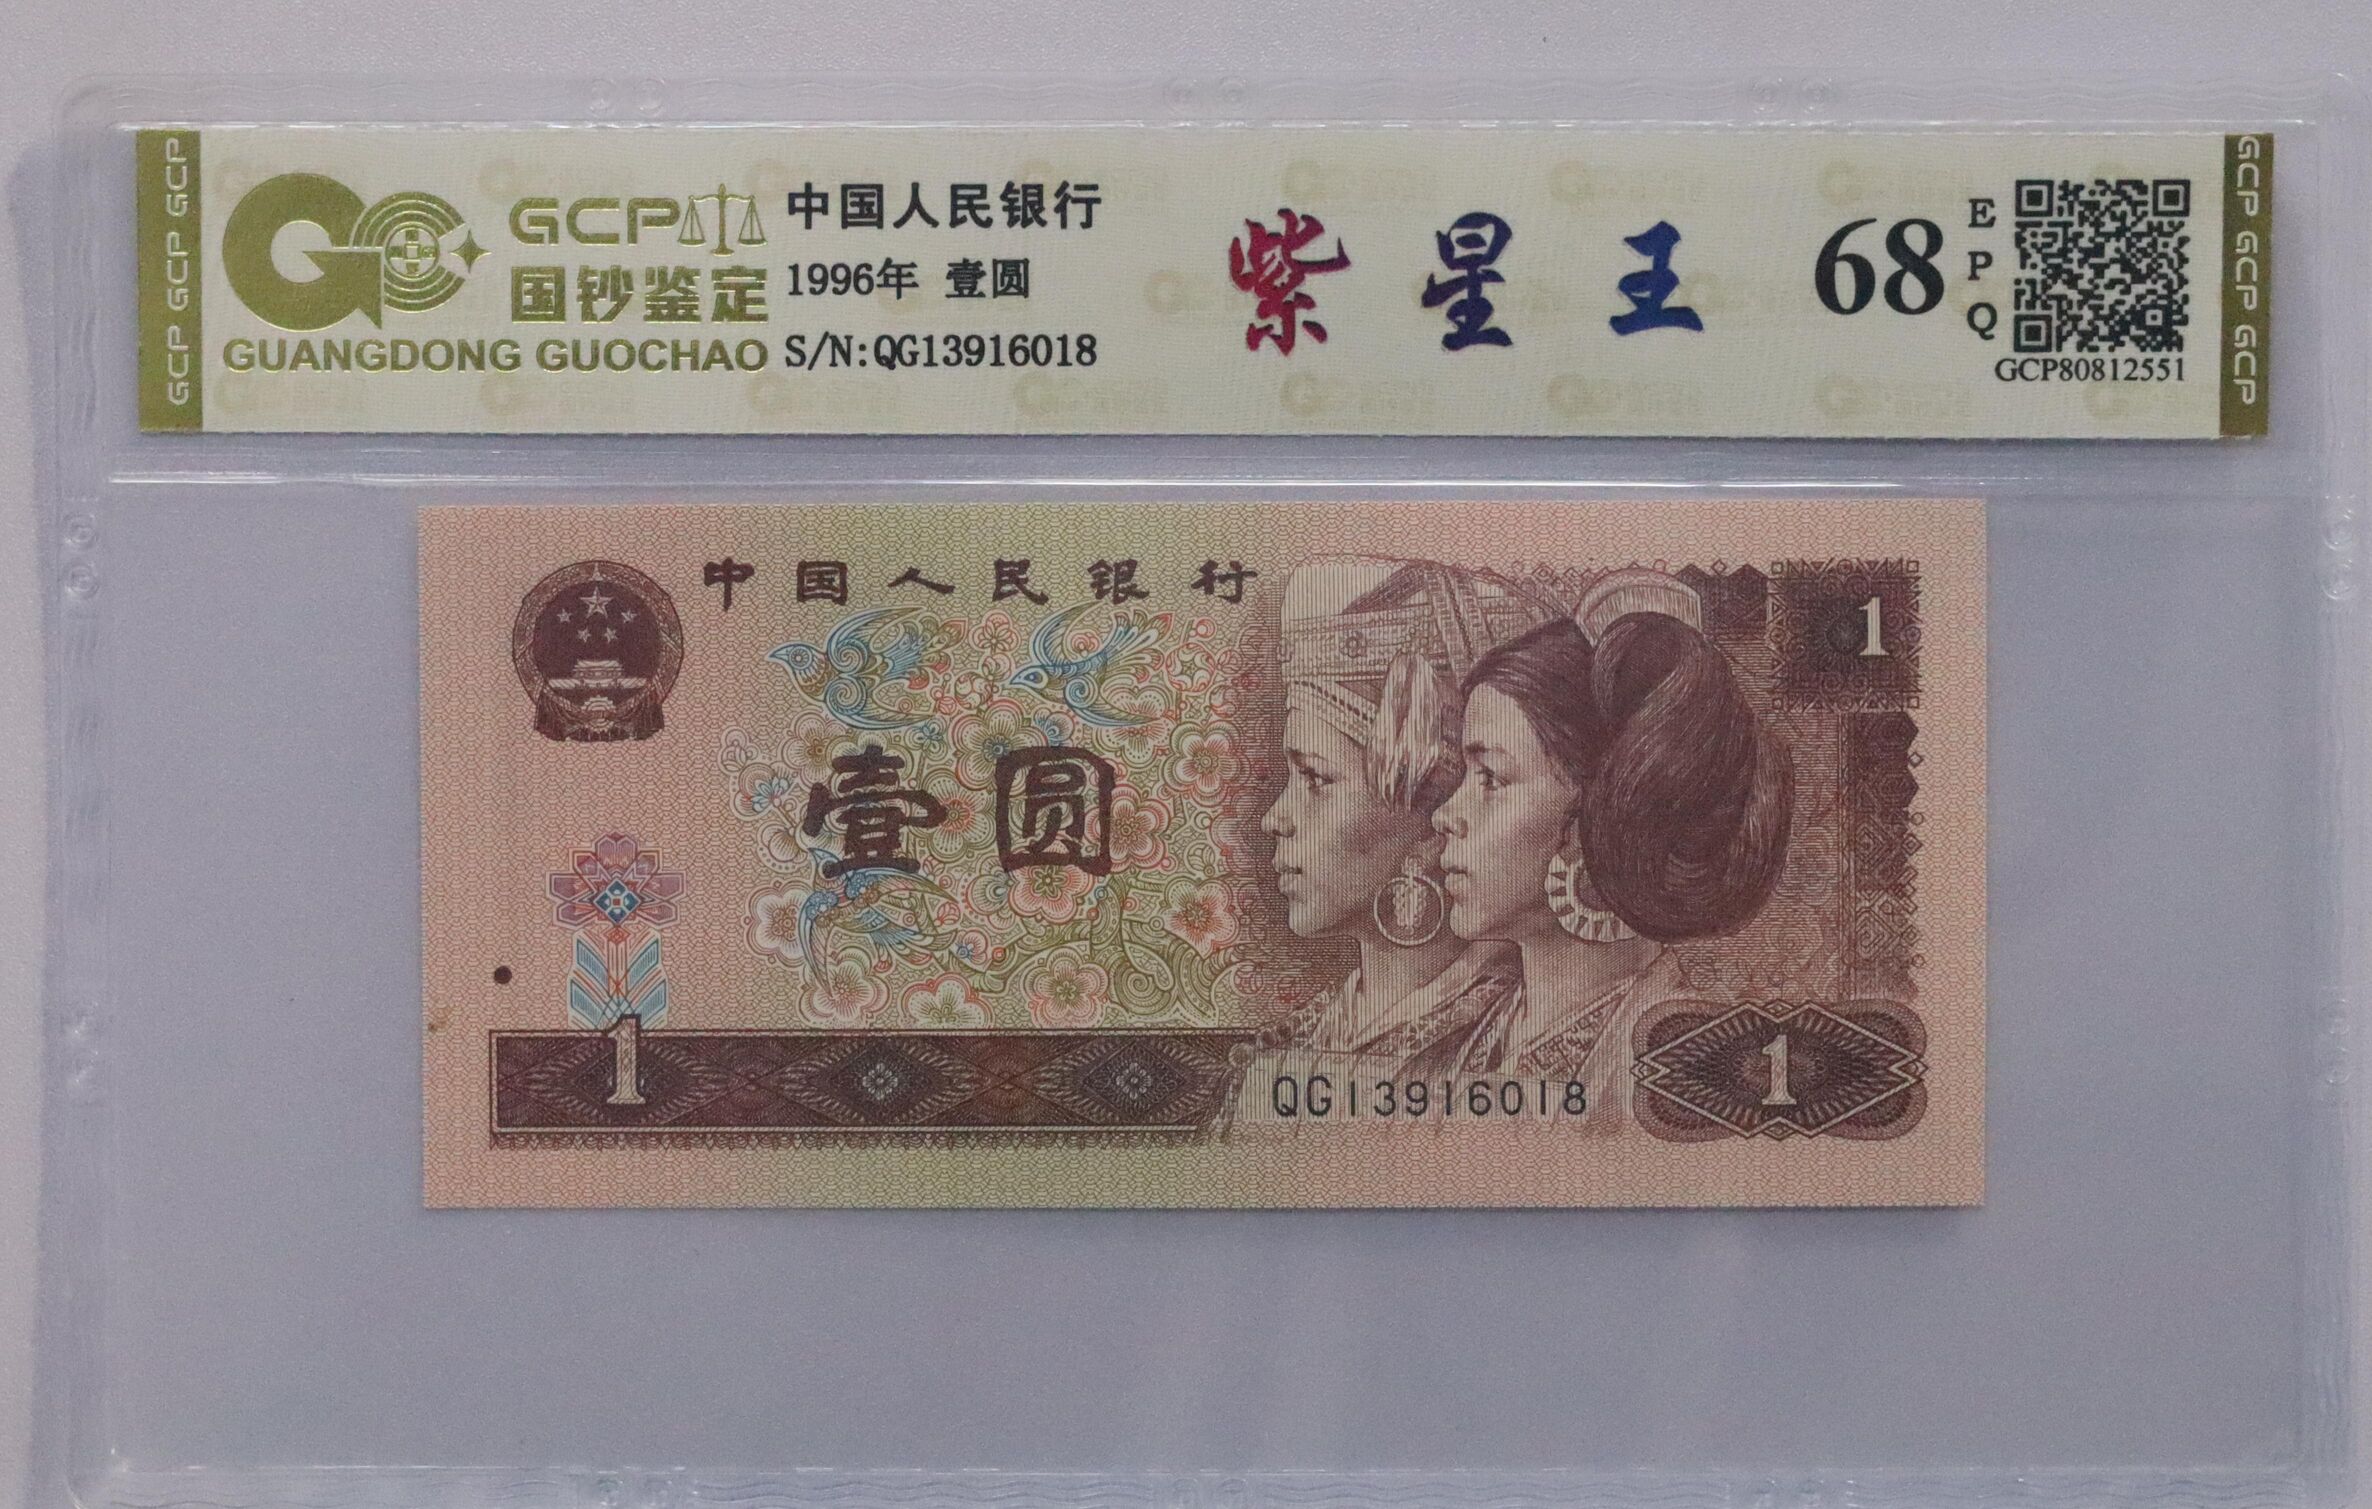 GCP GCP GCP
GCP
国钞鉴定
GUANGDONG GUOCHAO
中国人民银行
1996年 壹圆
S/N:QG13916018
紫星王
68
EPQ
GCP80812551
GCP GCP GCP
中国人民银行
1
壹圆
1
1
QG13916018